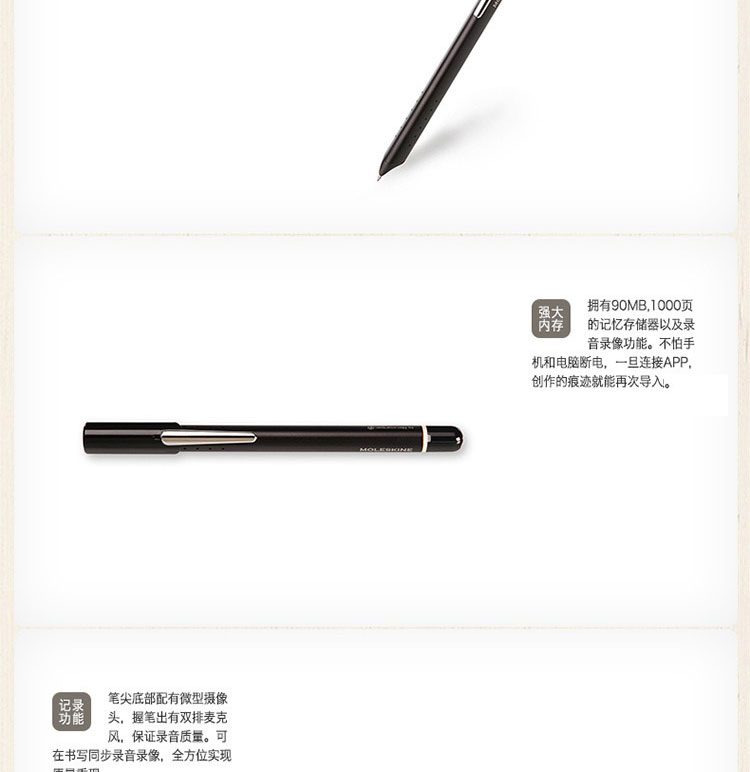 强大
内存
拥有90MB,1000页
的记忆存储器以及录
音录像功能。不怕手
机和电脑断电，一旦连接APP,
创作的痕迹就能再次导入。
MOLESKINE
记录
功能
笔尖底部配有微型摄像
头，握笔出有双排麦克
风，保证录音质量。可
在书写同步录音录像，全方位实现